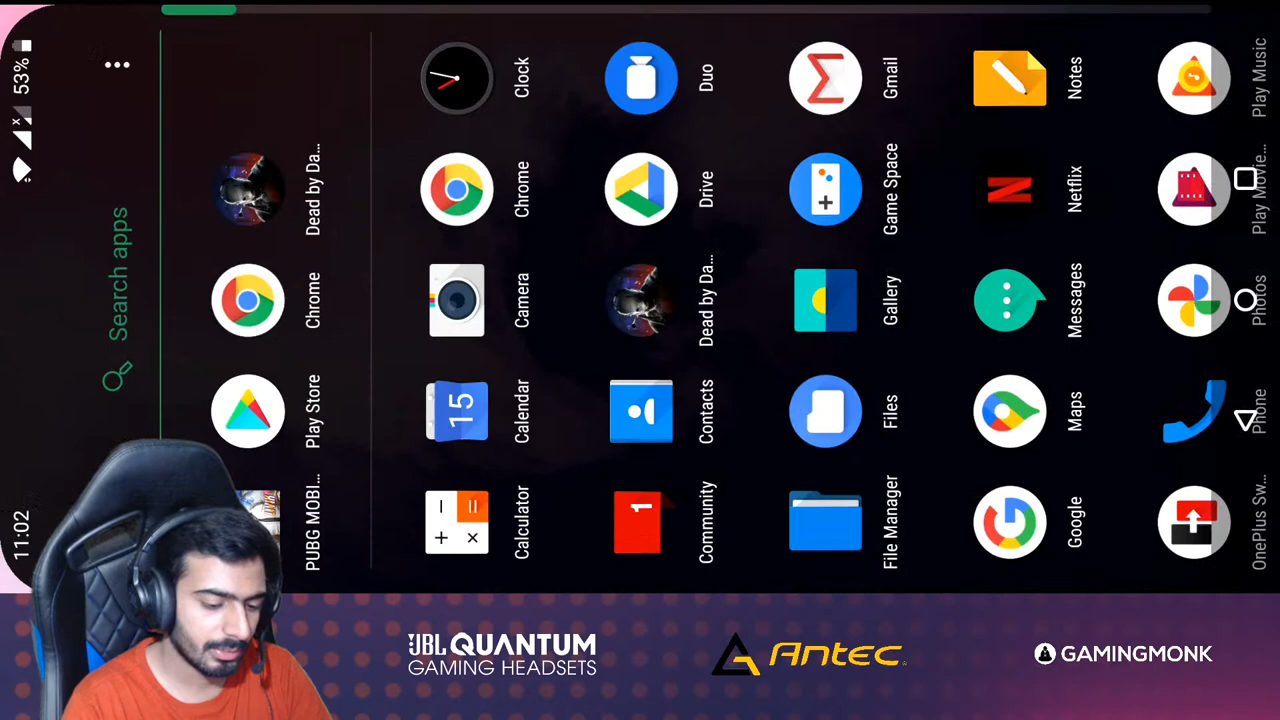 11:02
53%
Search apps
PUBG MOBI...
Play Store
Chrome
Dead by Da...
Calculator
Calendar
Camera
Chrome
Clock
Community
Contacts
Dead by Da...
Drive
Duo
File Manager
Files
Gallery
Game Space
Gmail
Google
Maps
Messages
Netflix
Notes
OnePlus Sw...
Phone
Photos
Play Movie...
Play Music
15
1
JBL QUANTUM
GAMING HEADSETS
Antec
GAMINGMONK